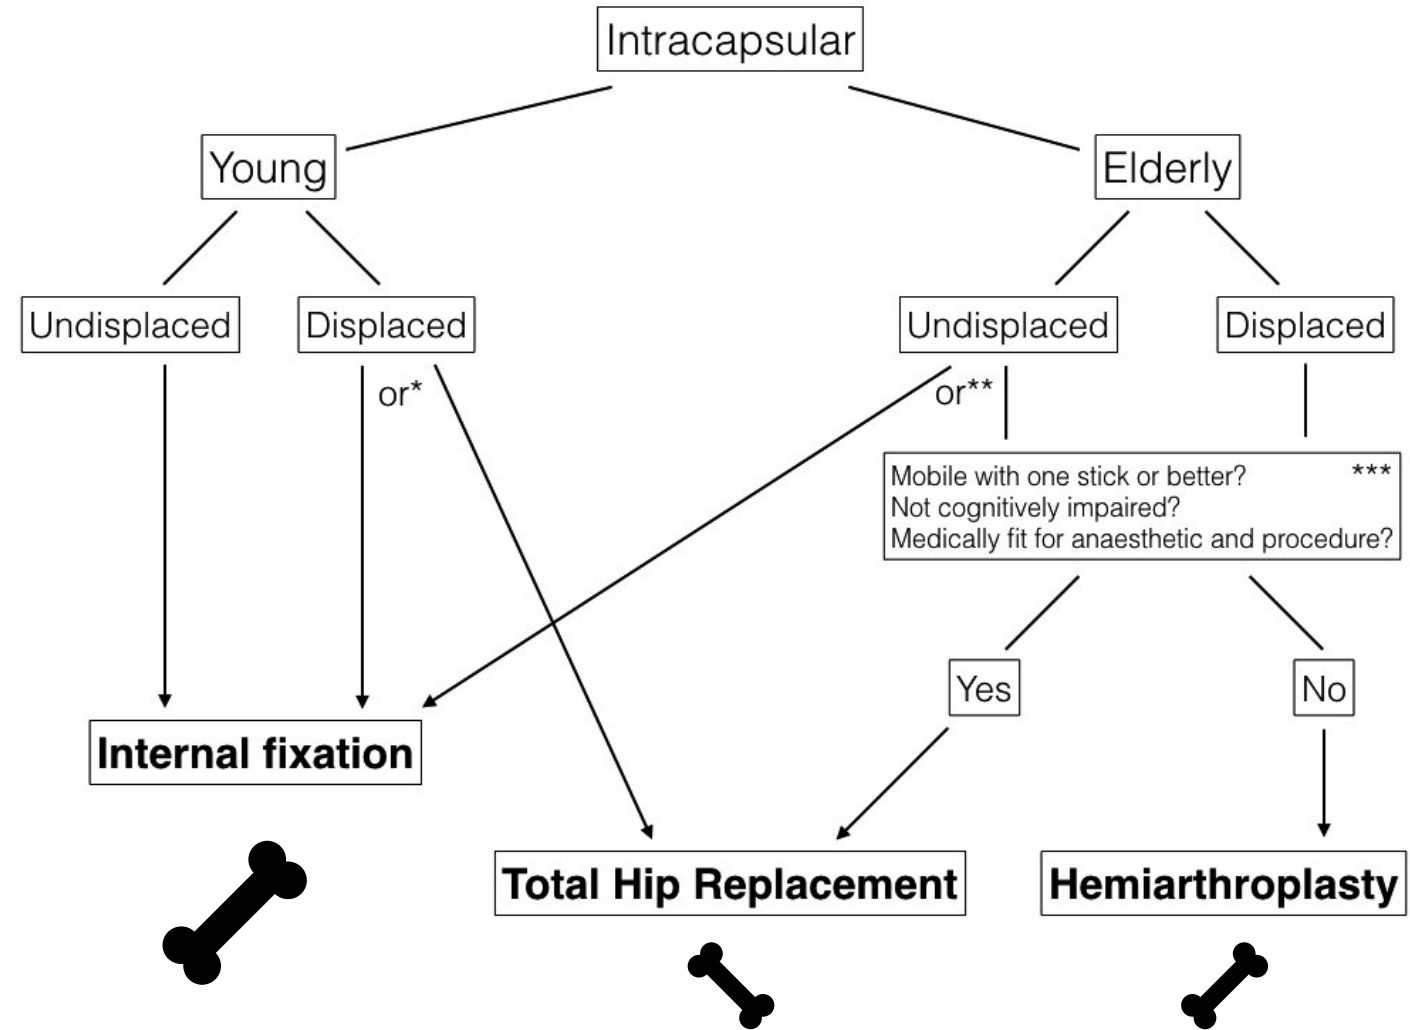 Intracapsular
Young
Elderly
Undisplaced
Displaced
Undisplaced
Displaced
or*
or**
Mobile with one stick or better? ***
Not cognitively impaired?
Medically fit for anaesthetic and procedure?
Yes
No
Internal fixation
Total Hip Replacement
Hemiarthroplasty